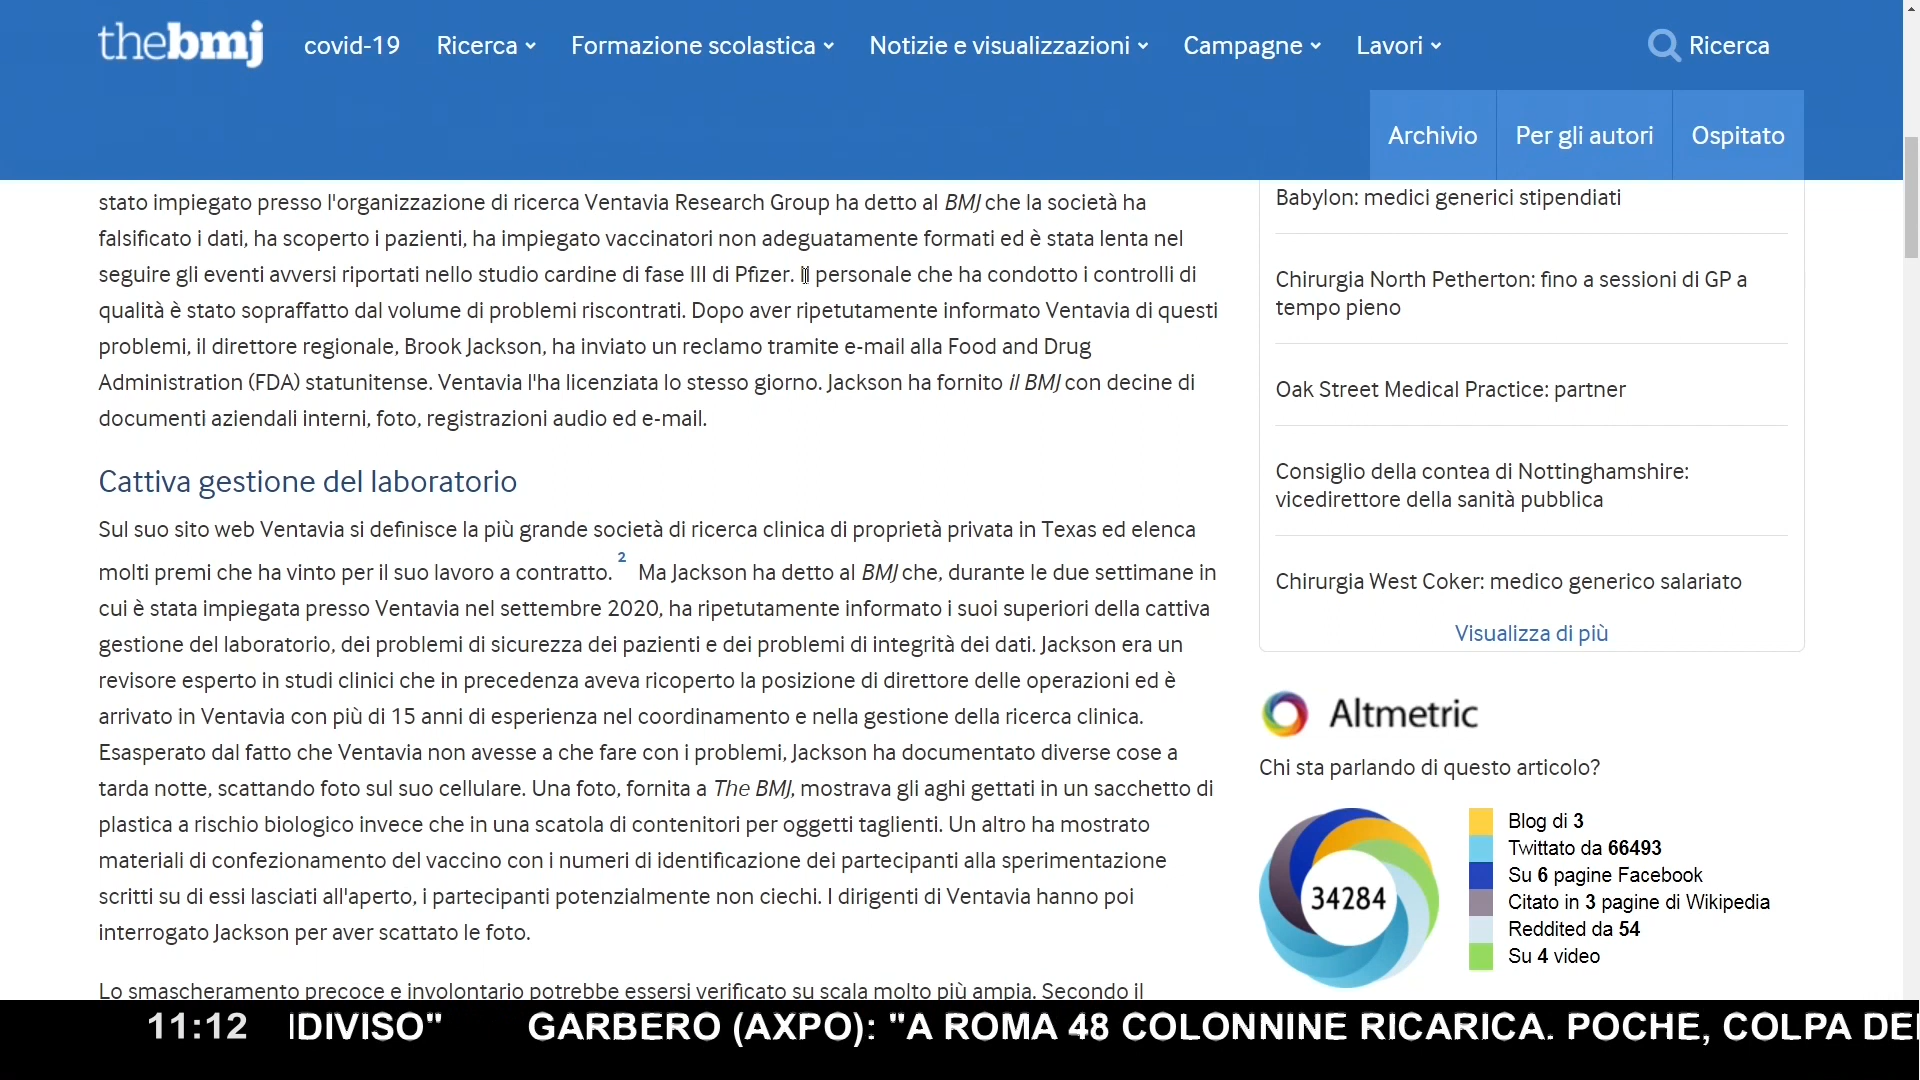 thebmj covid-19 Ricerca Formazione scolastica Notizie e visualizzazioni Campagne Lavori Ricerca
Archivio Per gli autori Ospitato
stato impiegato presso l'organizzazione di ricerca Ventavia Research Group ha detto al BMJ che la società ha
falsificato i dati, ha scoperto i pazienti, ha impiegato vaccinatori non adeguatamente formati ed è stata lenta nel
seguire gli eventi avversi riportati nello studio cardine di fase III di Pfizer. Il personale che ha condotto i controlli di
qualità è stato sopraffatto dal volume di problemi riscontrati. Dopo aver ripetutamente informato Ventavia di questi
problemi, il direttore regionale, Brook Jackson, ha inviato un reclamo tramite e-mail alla Food and Drug
Administration (FDA) statunitense. Ventavia l'ha licenziata lo stesso giorno. Jackson ha fornito il BMJ con decine di
documenti aziendali interni, foto, registrazioni audio ed e-mail.
Cattiva gestione del laboratorio
Sul suo sito web Ventavia si definisce la più grande società di ricerca clinica di proprietà privata in Texas ed elenca
molti premi che ha vinto per il suo lavoro a contratto. 2 Ma Jackson ha detto al BMJ che, durante le due settimane in
cui è stata impiegata presso Ventavia nel settembre 2020, ha ripetutamente informato i suoi superiori della cattiva
gestione del laboratorio, dei problemi di sicurezza dei pazienti e dei problemi di integrità dei dati. Jackson era un
revisore esperto in studi clinici che in precedenza aveva ricoperto la posizione di direttore delle operazioni ed è
arrivato in Ventavia con più di 15 anni di esperienza nel coordinamento e nella gestione della ricerca clinica.
Esasperato dal fatto che Ventavia non avesse a che fare con i problemi, Jackson ha documentato diverse cose a
tarda notte, scattando foto sul suo cellulare. Una foto, fornita a The BMJ, mostrava gli aghi gettati in un sacchetto di
plastica a rischio biologico invece che in una scatola di contenitori per oggetti taglienti. Un altro ha mostrato
materiali di confezionamento del vaccino con i numeri di identificazione dei partecipanti alla sperimentazione
scritti su di essi lasciati all'aperto, i partecipanti potenzialmente non ciechi. I dirigenti di Ventavia hanno poi
interrogato Jackson per aver scattato le foto.
Lo smascheramento precoce e involontario potrebbe essersi verificato su scala molto più ampia. Secondo il
Babylon: medici generici stipendiati
Chirurgia North Petherton: fino a sessioni di GP a
tempo pieno
Oak Street Medical Practice: partner
Consiglio della contea di Nottinghamshire:
vicedirettore della sanità pubblica
Chirurgia West Coker: medico generico salariato
Visualizza di più
Altmetric
Chi sta parlando di questo articolo?
34284
Blog di 3
Twittato da 66493
Su 6 pagine Facebook
Citato in 3 pagine di Wikipedia
Reddited da 54
Su 4 video
11:12 IDIVISO" GARBERO (AXPO): "A ROMA 48 COLONNINE RICARICA. POCHE, COLPA DEI